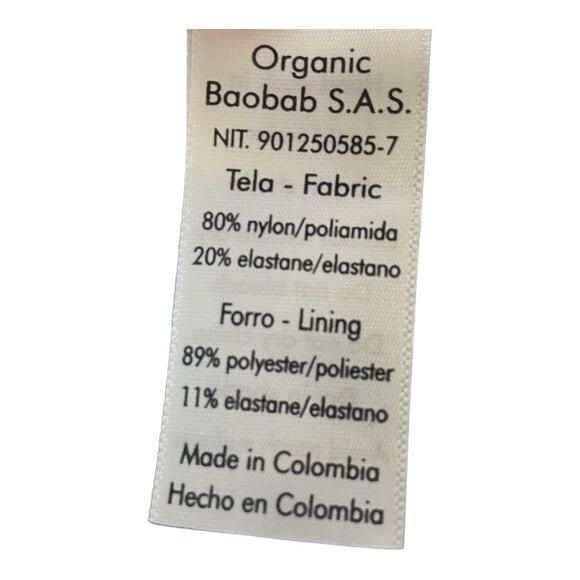 Organic
Baobab S.A.S.
NIT. 901250585-7
Tela - Fabric
80% nylon/poliamida
20% elastane/elastano
Forro - Lining
89% polyester/poliester
11% elastane/elastano
Made in Colombia
Hecho en Colombia